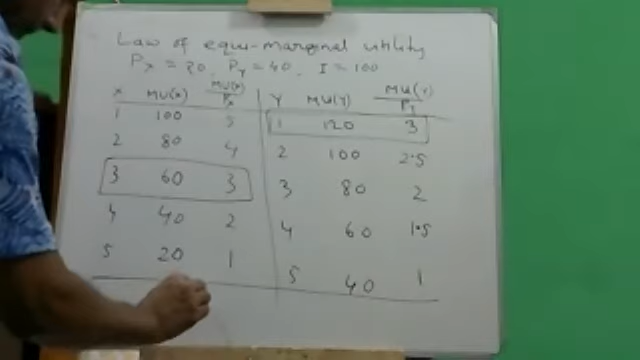 Law of equi-marginal utility
Px = 20, Py = 40, I = 100
X MU(X) MU(X)/Px Y MU(Y) MU(Y)/Py
1 100 5 1 120 3
2 80 4 2 100 2.5
3 60 3 3 80 2
4 40 2 4 60 1.5
5 20 1 5 40 1